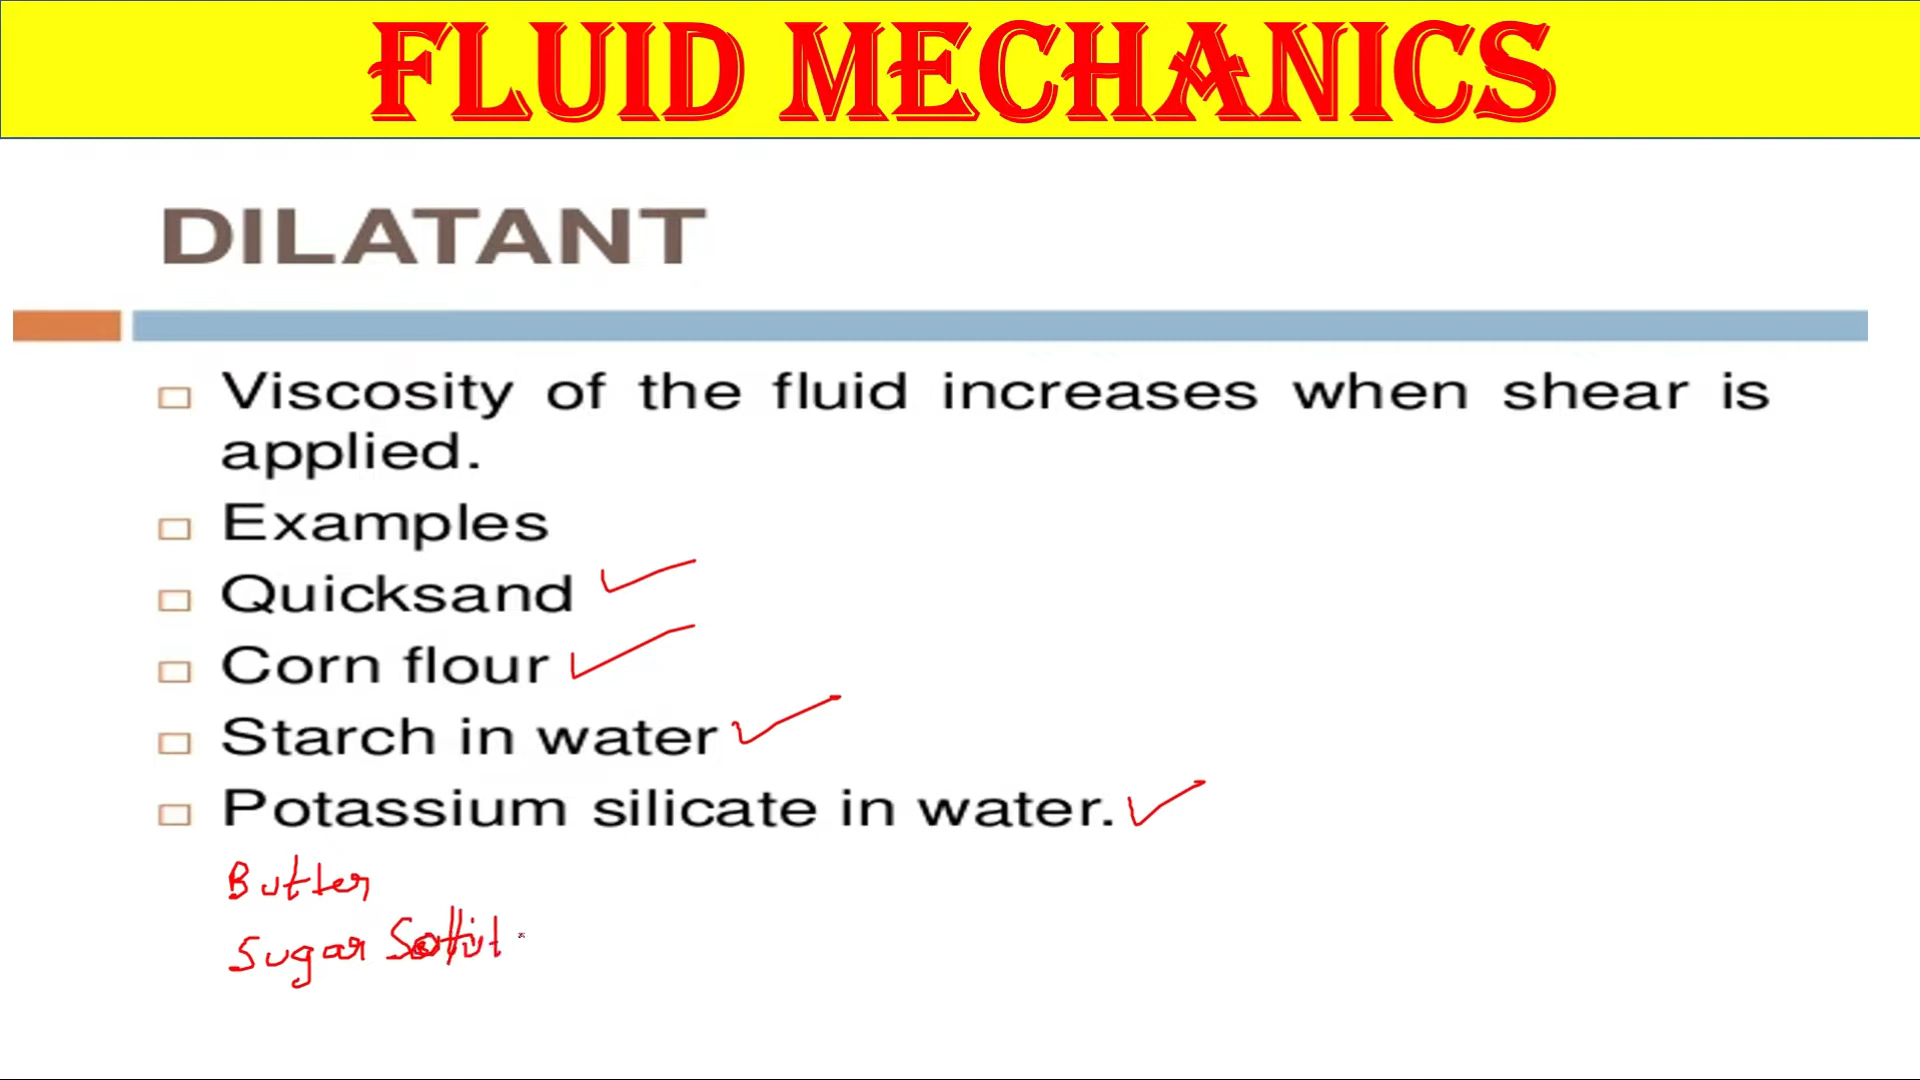 FLUID MECHANICS
DILATANT
Viscosity of the fluid increases when shear is
applied.
Examples
Quicksand
Corn flour
Starch in water
Potassium silicate in water.
Butter
Sugar